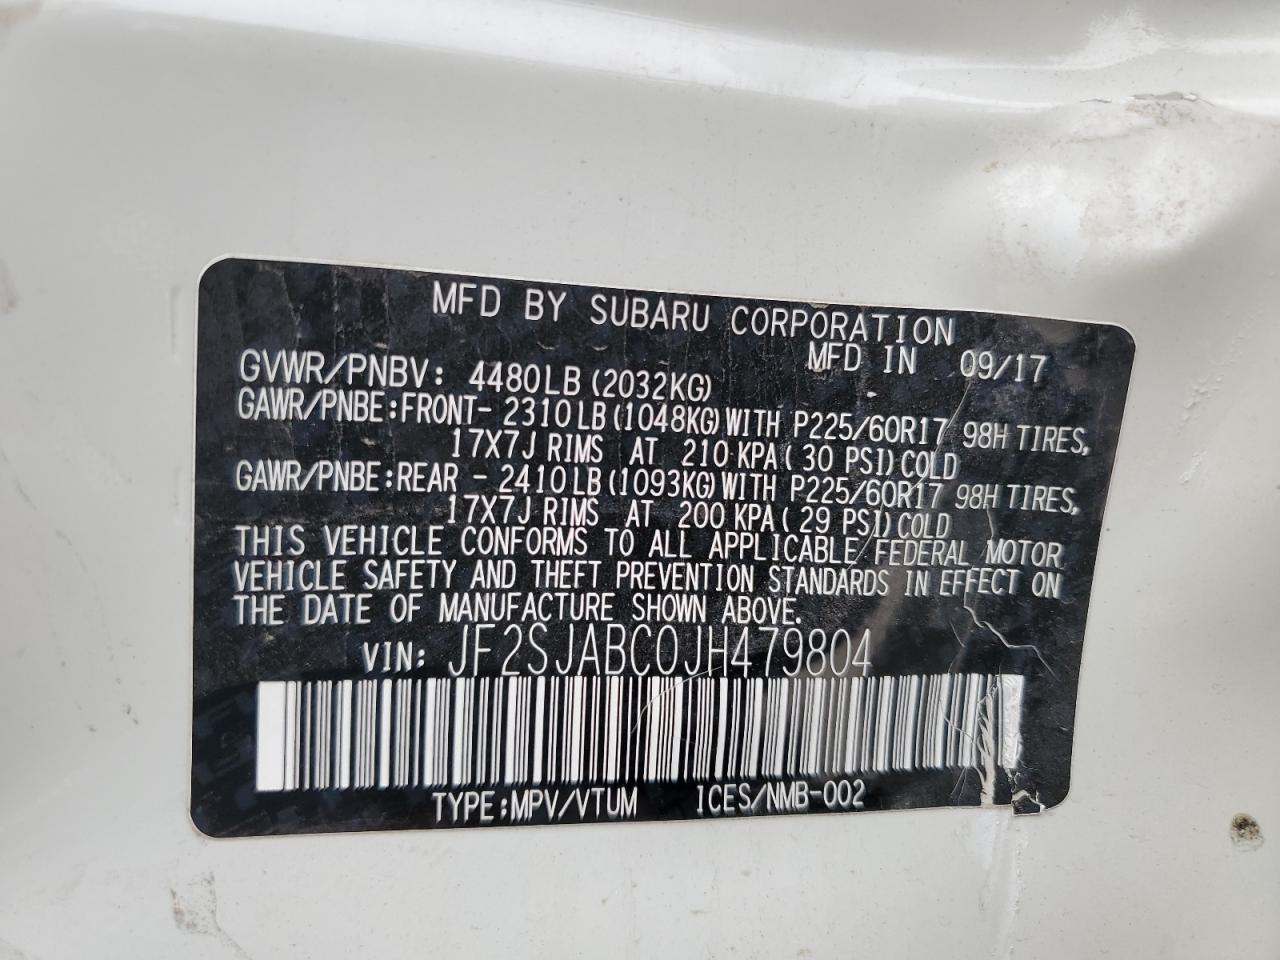 MFD BY SUBARU CORPORATION
MFD IN 09/17
GVWR/PNBV: 4480LB (2032KG)
GAWR/PNBE:FRONT- 2310LB (1048KG) WITH P225/60R17 98H TIRES,
17X7J RIMS AT 210 KPA( 30 PSI) COLD
GAWR/PNBE:REAR - 2410LB (1093KG) WITH P225/60R17 98H TIRES,
17X7J RIMS AT 200 KPA( 29 PSI) COLD
THIS VEHICLE CONFORMS TO ALL APPLICABLE FEDERAL MOTOR
VEHICLE SAFETY AND THEFT PREVENTION STANDARDS IN EFFECT ON
THE DATE OF MANUFACTURE SHOWN ABOVE.
VIN: JF2SJABC0JH479804
TYPE:MPV/VTUM ICES/NMB-002